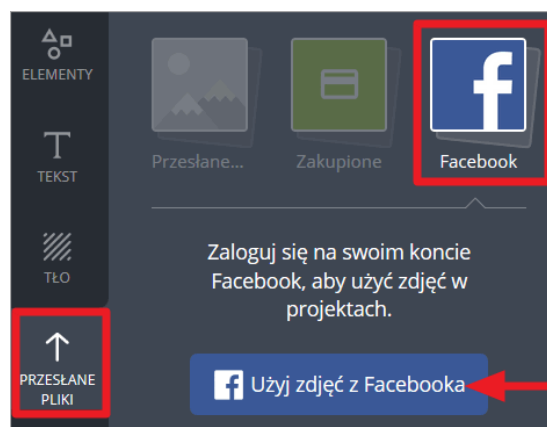 ELEMENTY
TEKST
TŁO
PRZESŁANE
PLIKI
Przesłane...
Zakupione
Facebook
Zaloguj się na swoim koncie
Facebook, aby użyć zdjęć w
projektach.
Użyj zdjęć z Facebooka